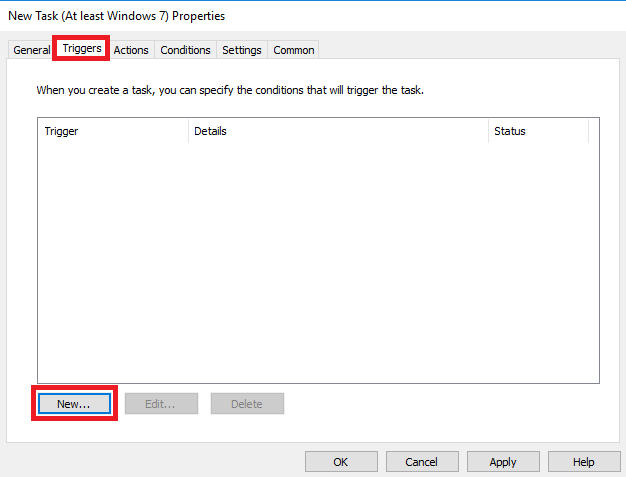 New Task (At least Windows 7) Properties
General Triggers Actions Conditions Settings Common
When you create a task, you can specify the conditions that will trigger the task.
Trigger Details Status
New... Edit... Delete
OK Cancel Apply Help